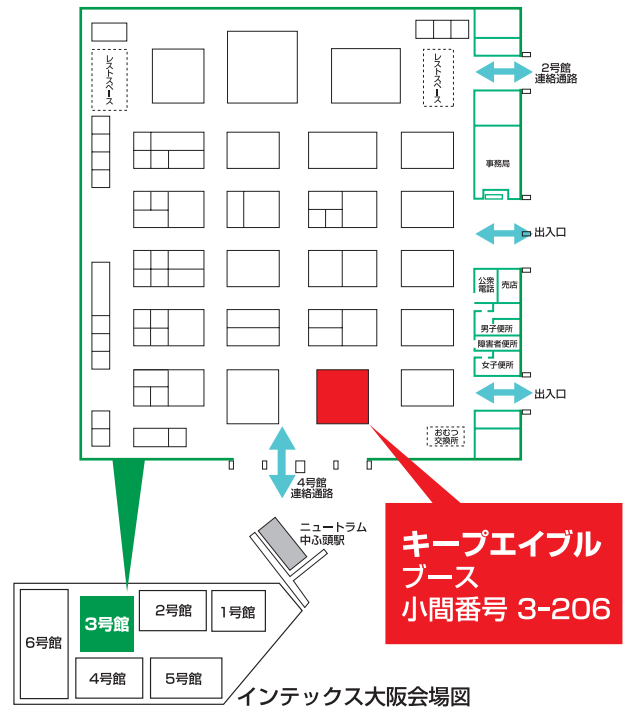 レストスペース
レストスペース
2号館
連絡通路
事務局
出入口
公衆
電話
売店
男子便所
障害者便所
女子便所
出入口
おむつ
交換所
4号館
連絡通路
キープエイブル
ブース
小間番号 3-206
ニュートラム
中ふ頭駅
6号館
3号館
2号館
1号館
4号館
5号館
インテックス大阪会場図